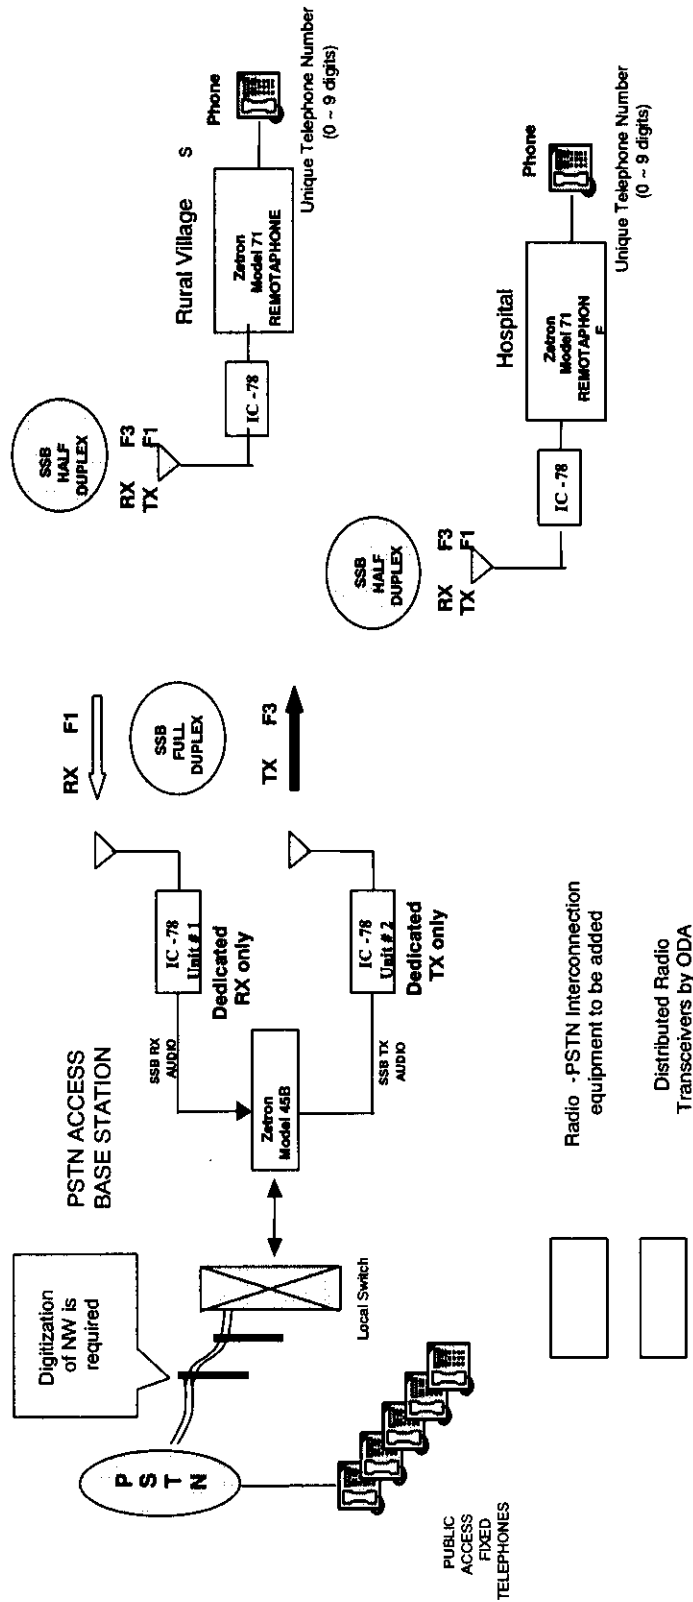 Digitization
of NW is
required
P
S
T
N
PUBLIC
ACCESS
FIXED
TELEPHONES
Local Switch
PSTN ACCESS
BASE STATION
Zetron
Model 45B
SSB RX
AUDIO
SSB TX
AUDIO
IC -78
Unit # 1
Dedicated
RX only
IC -78
Unit # 2
Dedicated
TX only
RX F1
SSB
FULL
DUPLEX
TX F3
SSB
HALF
DUPLEX
RX F3
TX F1
IC -78
Rural Village s
Zetron
Model 71
REMOTAPHONE
Phone
Unique Telephone Number
(0 ~ 9 digits)
SSB
HALF
DUPLEX
RX F3
TX F1
IC -78
Hospital
Zetron
Model 71
REMOTAPHON
E
Phone
Unique Telephone Number
(0 ~ 9 digits)
Radio -PSTN Interconnection
equipment to be added
Distributed Radio
Transceivers by ODA